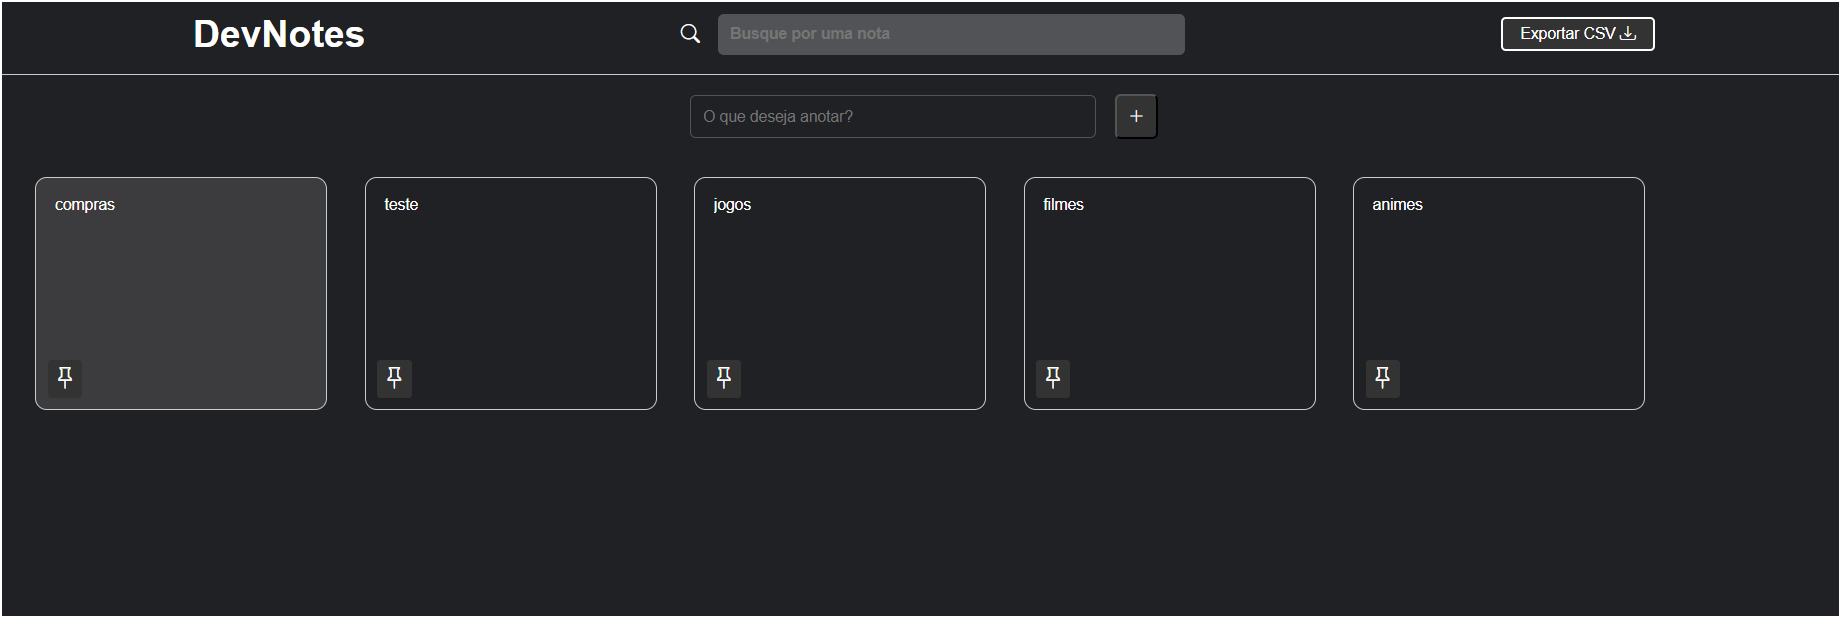 DevNotes
Busque por uma nota
Exportar CSV
O que deseja anotar?
+
compras
teste
jogos
filmes
animes